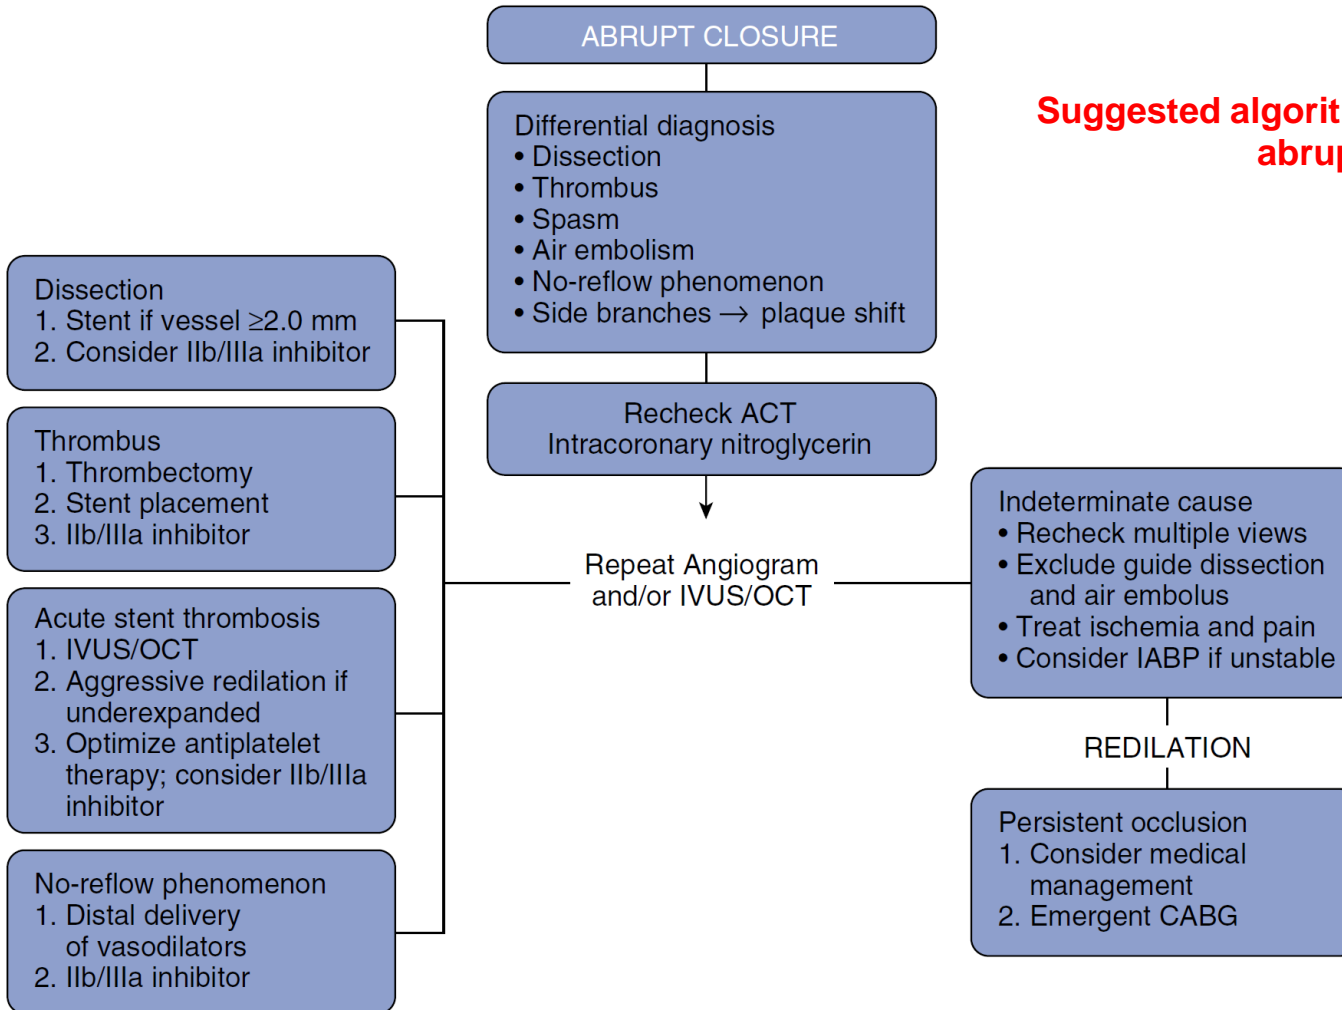 ABRUPT CLOSURE
Suggested
abrup
Differential diagnosis
• Dissection
• Thrombus
• Spasm
• Air embolism
• No-reflow phenomenon
• Side branches → plaque shift
Recheck ACT
Intracoronary nitroglycerin
Repeat Angiogram
and/or IVUS/OCT
Dissection
1. Stent if vessel ≥2.0 mm
2. Consider IIb/IIIa inhibitor
Thrombus
1. Thrombectomy
2. Stent placement
3. IIb/IIIa inhibitor
Acute stent thrombosis
1. IVUS/OCT
2. Aggressive redilation if
underexpanded
3. Optimize antiplatelet
therapy; consider IIb/IIIa
inhibitor
No-reflow phenomenon
1. Distal delivery
of vasodilators
2. IIb/IIIa inhibitor
Indeterminate cause
• Recheck multiple views
• Exclude guide dissection
and air embolus
• Treat ischemia and pain
• Consider IABP if unstable
REDILATION
Persistent occlusion
1. Consider medical
management
2. Emergent CABG